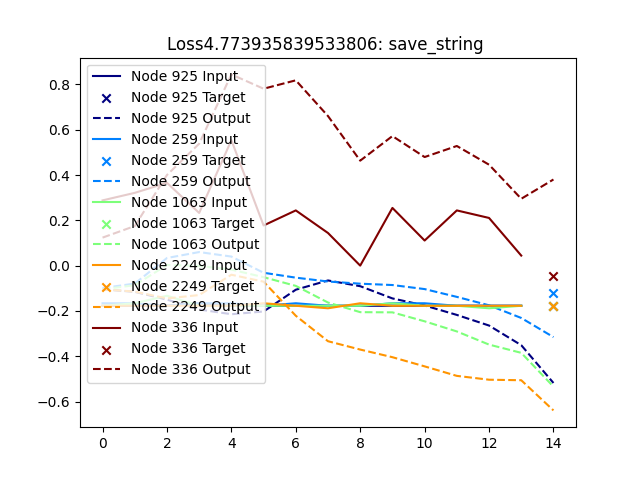 Loss4.773935839533806: save_string
Node 925 Input
Node 925 Target
Node 925 Output
Node 259 Input
Node 259 Target
Node 259 Output
Node 1063 Input
Node 1063 Target
Node 1063 Output
Node 2249 Input
Node 2249 Target
Node 2249 Output
Node 336 Input
Node 336 Target
Node 336 Output
0.8
0.6
0.4
0.2
0.0
−0.2
−0.4
−0.6
0 2 4 6 8 10 12 14